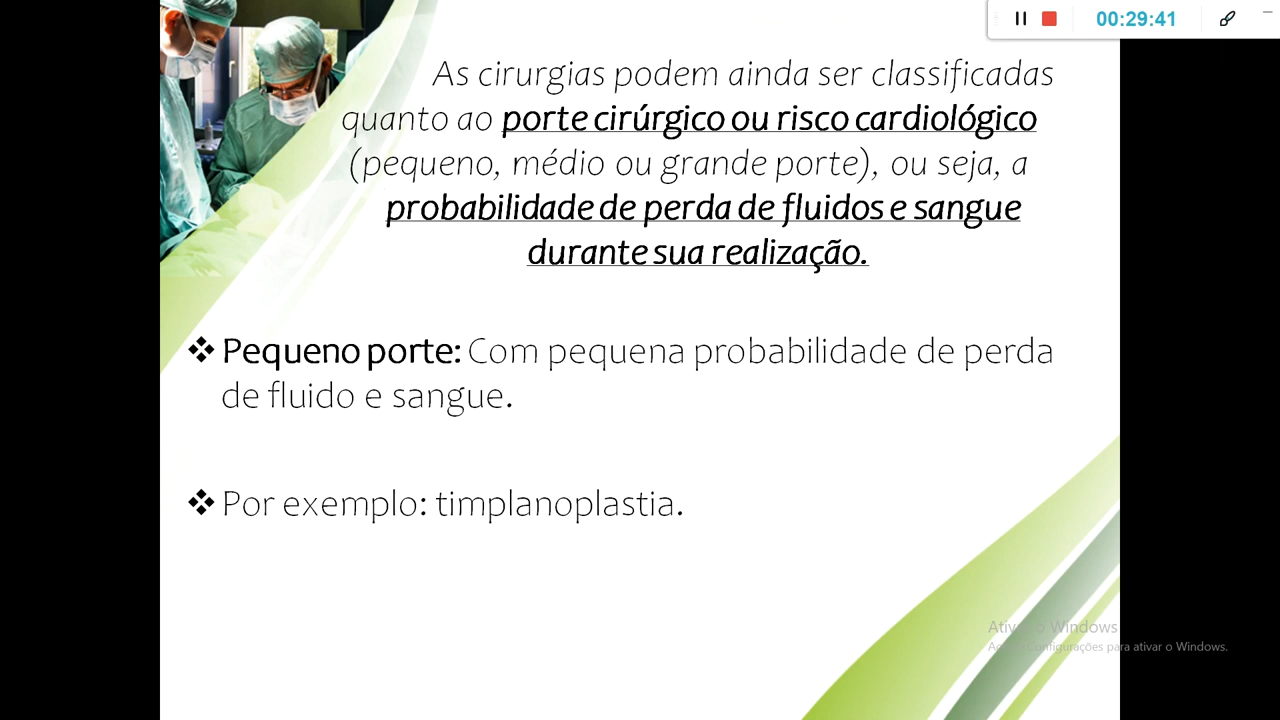 00:29:41
As cirurgias podem ainda ser classificadas
quanto ao porte cirúrgico ou risco cardiológico
(pequeno, médio ou grande porte), ou seja, a
probabilidade de perda de fluidos e sangue
durante sua realização.
Pequeno porte: Com pequena probabilidade de perda
de fluido e sangue.
Por exemplo: timplanoplastia.
Windows
Configurações para ativar o Windows.